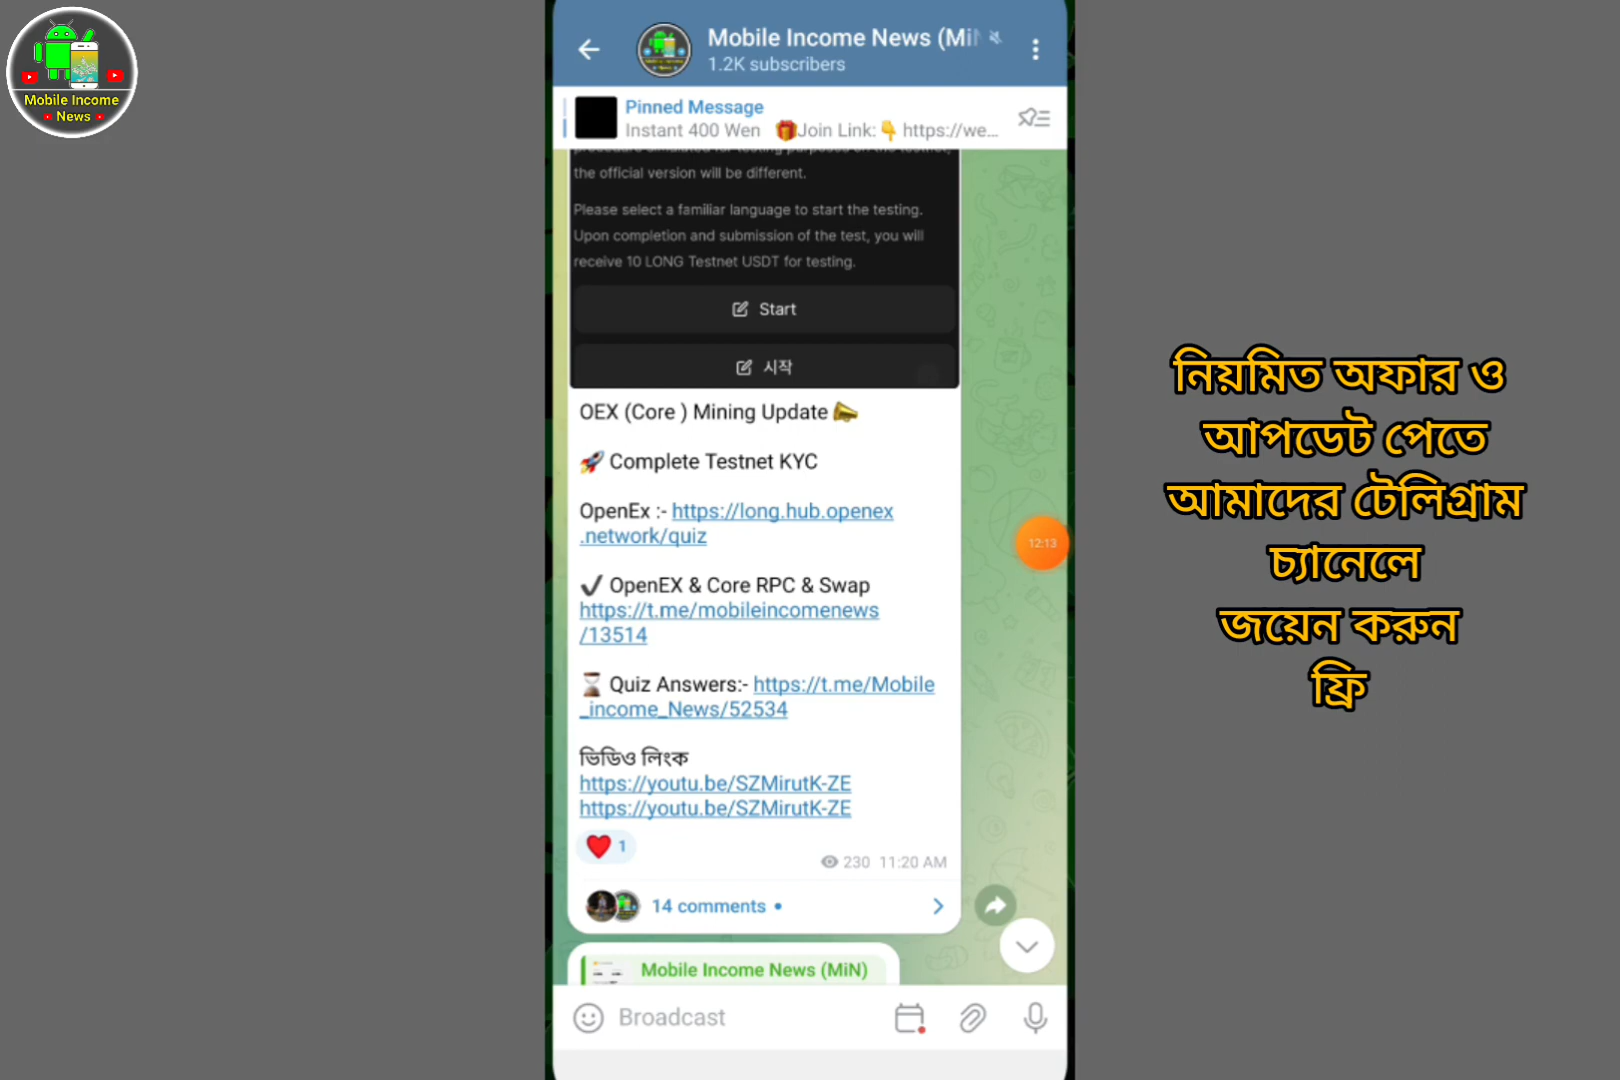 Mobile Income
News
Mobile Income News (Mi
1.2K subscribers
Pinned Message
Instant 400 Wen 🎁Join Link:👇 https://we...
the official version will be different.
Please select a familiar language to start the testing.
Upon completion and submission of the test, you will
receive 10 LONG Testnet USDT for testing.
Start
시작
OEX (Core ) Mining Update 📣
🚀 Complete Testnet KYC
OpenEx :- https://long.hub.openex
.network/quiz
✔️ OpenEX & Core RPC & Swap
https://t.me/mobileincomenews
/13514
⏳ Quiz Answers:- https://t.me/Mobile
_income_News/52534
ভিডিও লিংক
https://youtu.be/SZMirutK-ZE
https://youtu.be/SZMirutK-ZE
❤️ 1
230 11:20 AM
14 comments
Mobile Income News (MiN)
Broadcast
12:13
নিয়মিত অফার ও
আপডেট পেতে
আমাদের টেলিগ্রাম
চ্যানেলে
জয়েন করুন
ফ্রি